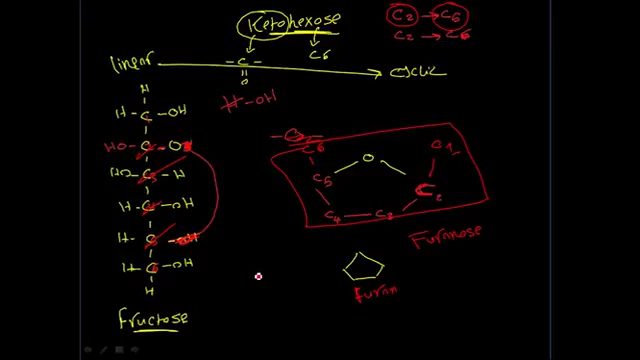 Ketohexose
C2 → C5
C2 → C6
C6
linear
- C -
O
cyclic
H
H - C - OH
H - OH
HO - C - O
HO - C - H
H - C - OH
H - C - OH
H - C - OH
H
fructose
O
C6
C5
O
C1
C2
C4 — C3
Furanose
furan